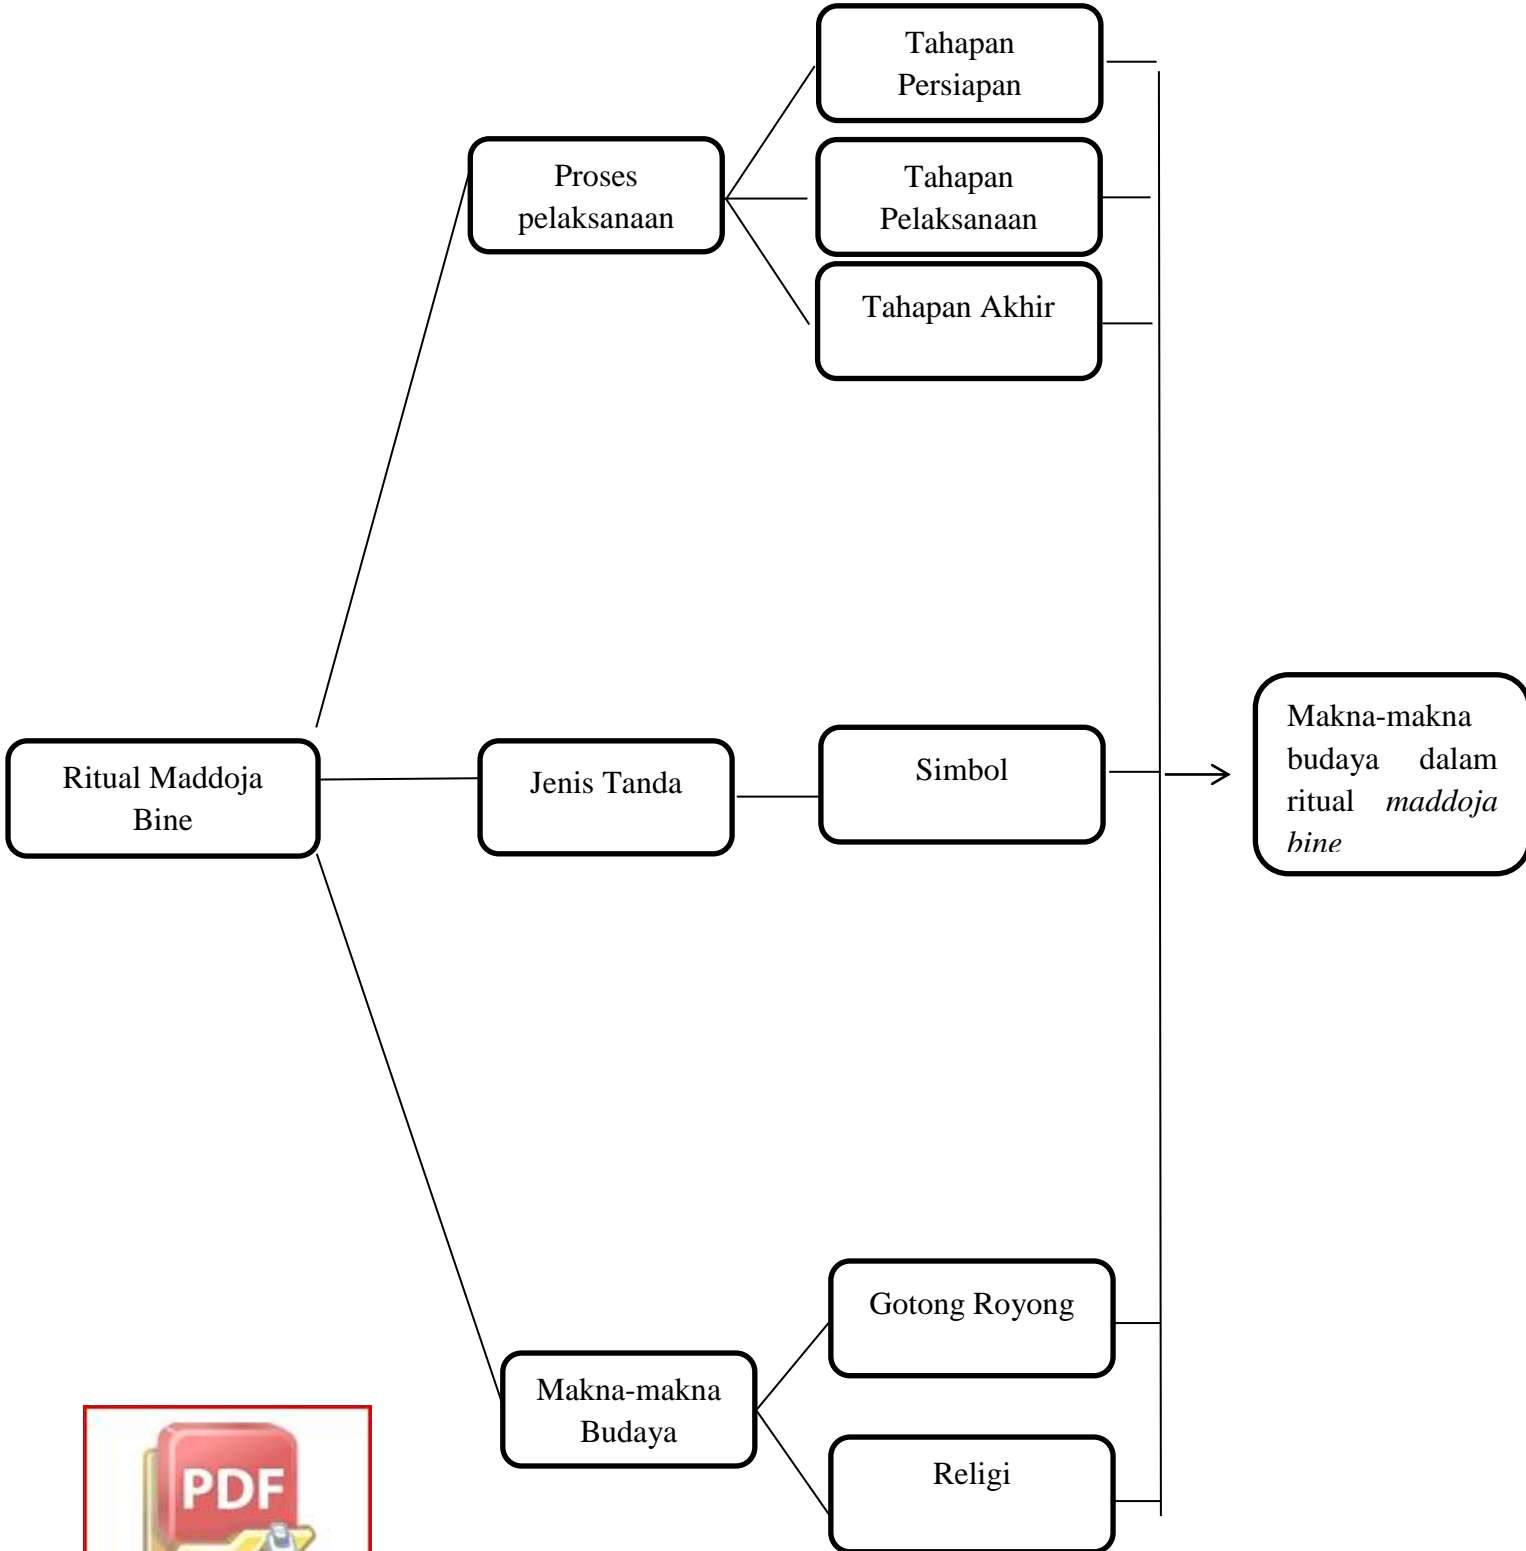 Tahapan
Persiapan
Proses
pelaksanaan
Tahapan
Pelaksanaan
Tahapan Akhir
Ritual Maddoja
Bine
Jenis Tanda
Simbol
Makna-makna
budaya dalam
ritual maddoja
bine
Gotong Royong
Makna-makna
Budaya
Religi
PDF